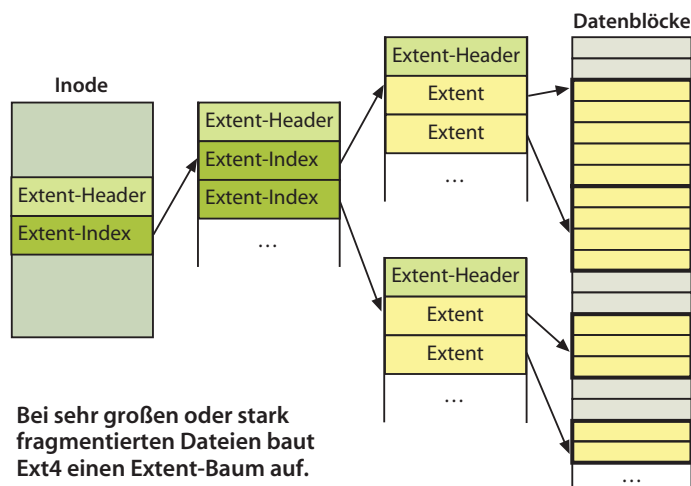 Datenblöcke
Inode
Extent-Header
Extent-Index
Extent-Header
Extent-Index
Extent-Index
...
Extent-Header
Extent
Extent
...
Extent-Header
Extent
Extent
...
...
Bei sehr großen oder stark
fragmentierten Dateien baut
Ext4 einen Extent-Baum auf.